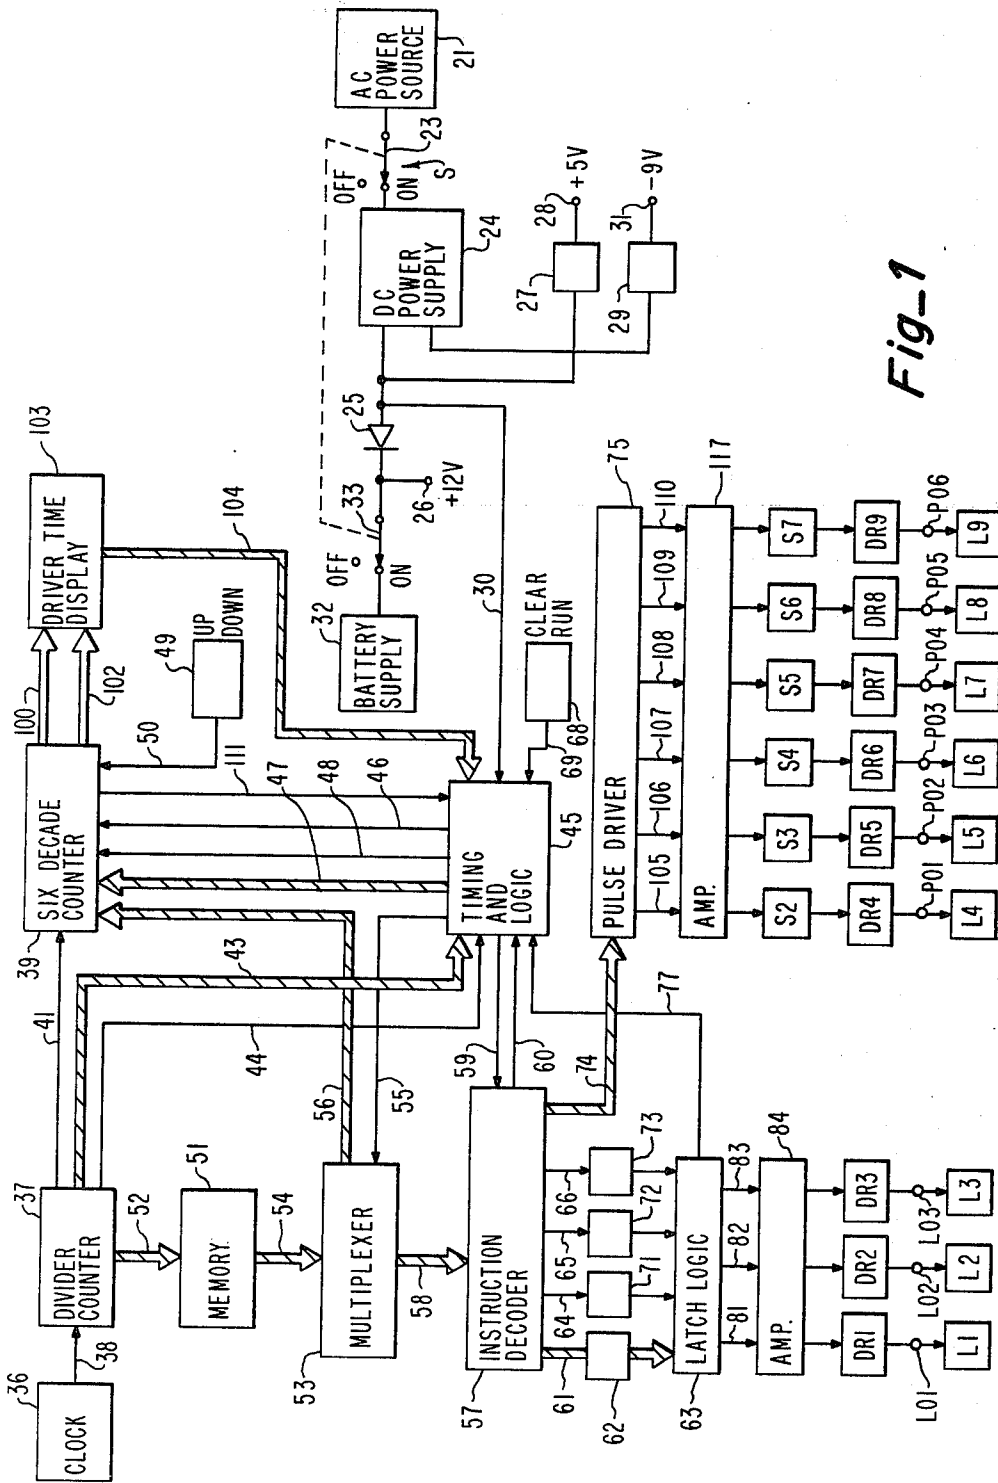 36
CLOCK
38
37
DIVIDER
COUNTER
52
51
MEMORY
54
53
MULTIPLEXER
58
57
INSTRUCTION
DECODER
41
43
44
56
55
39
SIX DECADE
COUNTER
100
102
103
DRIVER TIME
DISPLAY
104
49
UP
DOWN
50
111
47
48
46
TIMING
AND
LOGIC
45
59
60
74
77
30
CLEAR
RUN
68
69
32
BATTERY
SUPPLY
OFF
ON
33
26
+12V
25
DC
POWER
SUPPLY
24
OFF
ON
S
23
AC
POWER
SOURCE
21
27
28
+5V
29
31
-9V
61
62
64
65
66
71
72
73
63
LATCH LOGIC
81
82
83
84
AMP.
DR1
DR2
DR3
L01
L02
L03
L1
L2
L3
75
PULSE DRIVER
105
106
107
108
109
110
117
AMP.
S2
S3
S4
S5
S6
S7
DR4
DR5
DR6
DR7
DR8
DR9
P01
P02
P03
P04
P05
P06
L4
L5
L6
L7
L8
L9
Fig_1